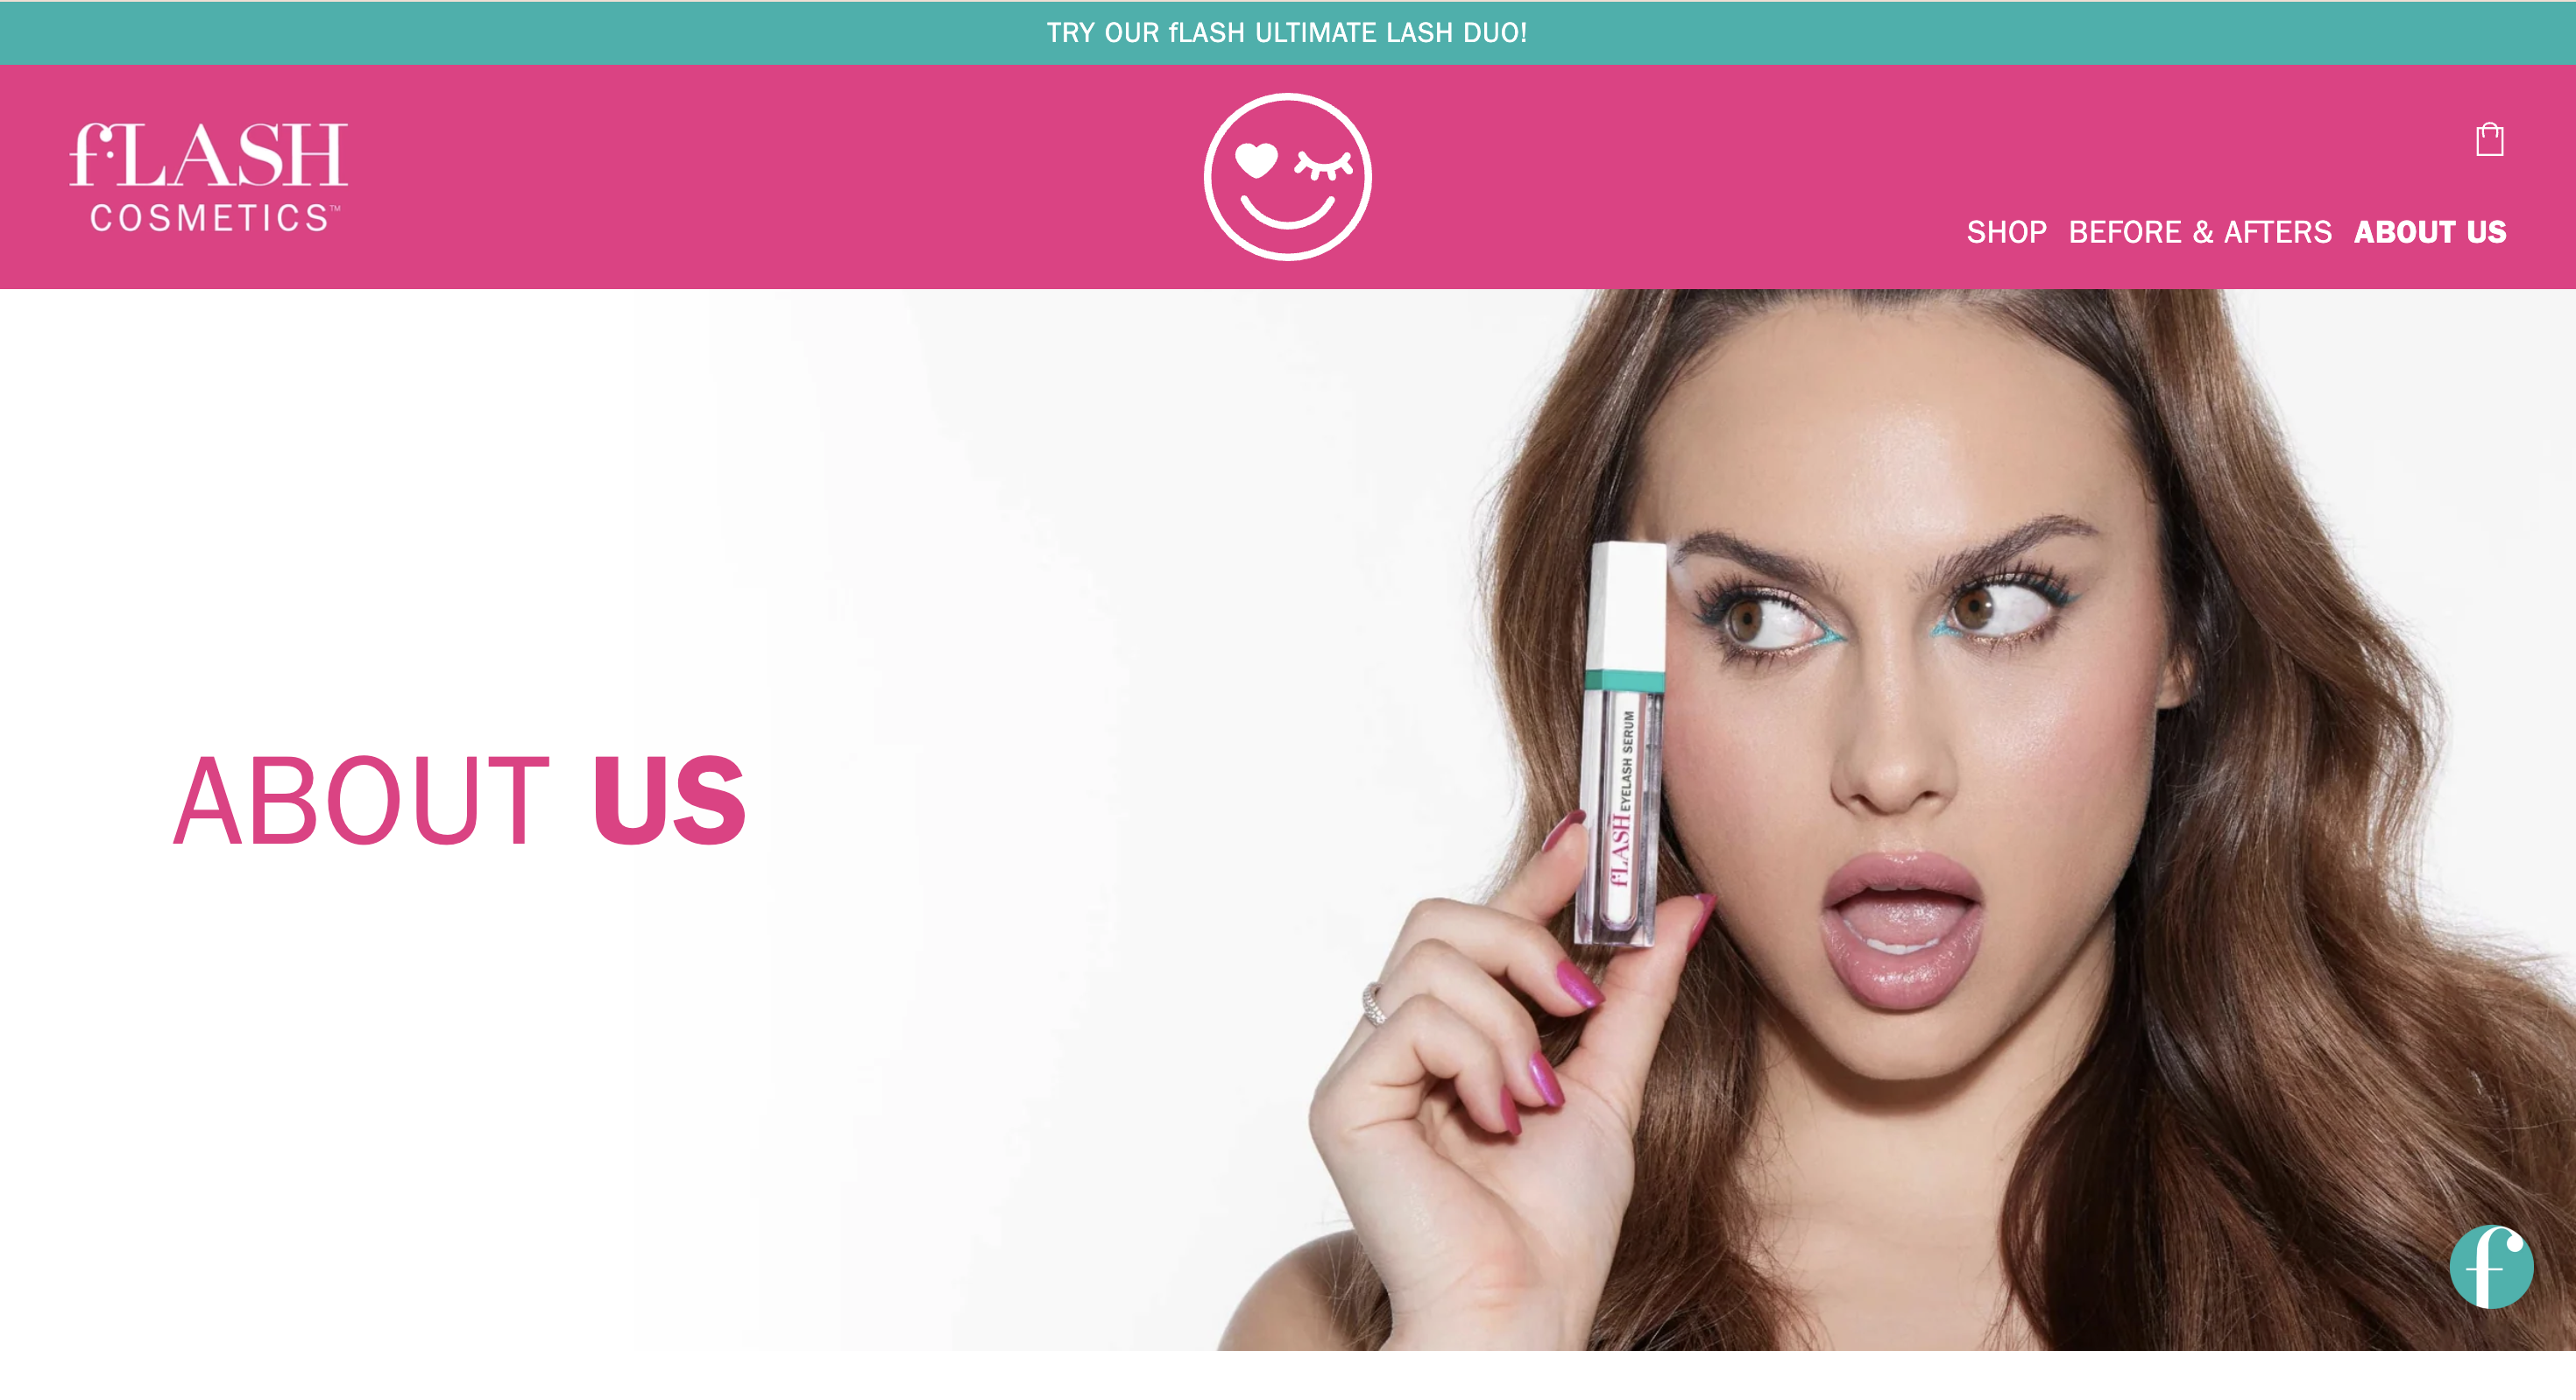 TRY OUR fLASH ULTIMATE LASH DUO!
fLASH
COSMETICS™
SHOP BEFORE & AFTERS ABOUT US
ABOUT US
fLASH EYELASH SERUM
f